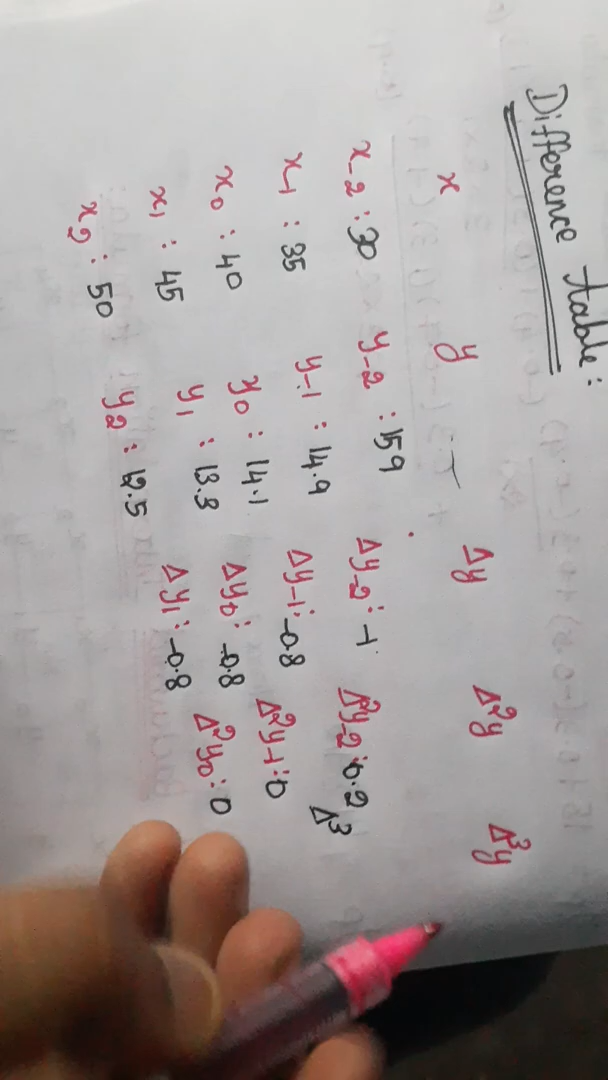 Difference table:
x y Δy Δ²y Δ³y
x-2 : 30 y-2 : 159 Δy-2 : -1 Δ²y-2 : 0.2 Δ³
x-1 : 35 y-1 : 14.9 Δy-1 : -0.8 Δ²y-1 : 0
x0 : 40 y0 : 14.1 Δy0 : -0.8 Δ²y0 : 0
x1 : 45 y1 : 13.3 Δy1 : -0.8
x2 : 50 y2 : 12.5